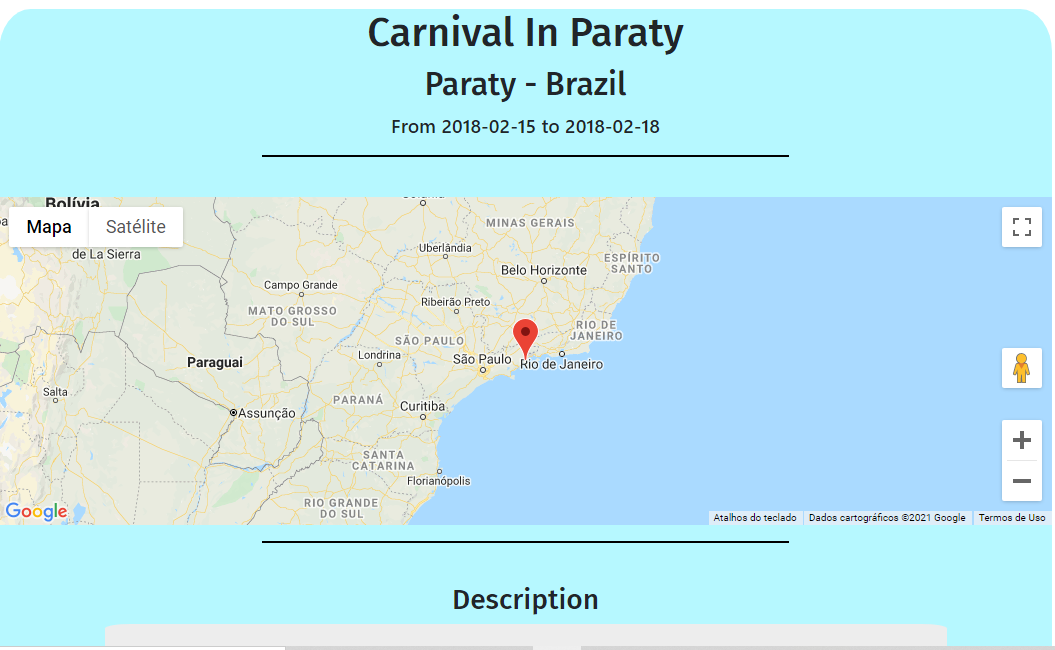 Carnival In Paraty
Paraty - Brazil
From 2018-02-15 to 2018-02-18
Bolívia
Mapa
Satélite
de La Sierra
MINAS GERAIS
Uberlândia
ESPÍRITO
SANTO
Belo Horizonte
Campo Grande
Ribeirão Preto
MATO GROSSO
DO SUL
RIO DE
JANEIRO
SÃO PAULO
Londrina
São Paulo
Paraguai
Rio de Janeiro
Salta
PARANÁ
Curitiba
Assunção
SANTA
CATARINA
Florianópolis
RIO GRANDE
DO SUL
Google
Atalhos do teclado
Dados cartográficos ©2021 Google
Termos de Uso
Description